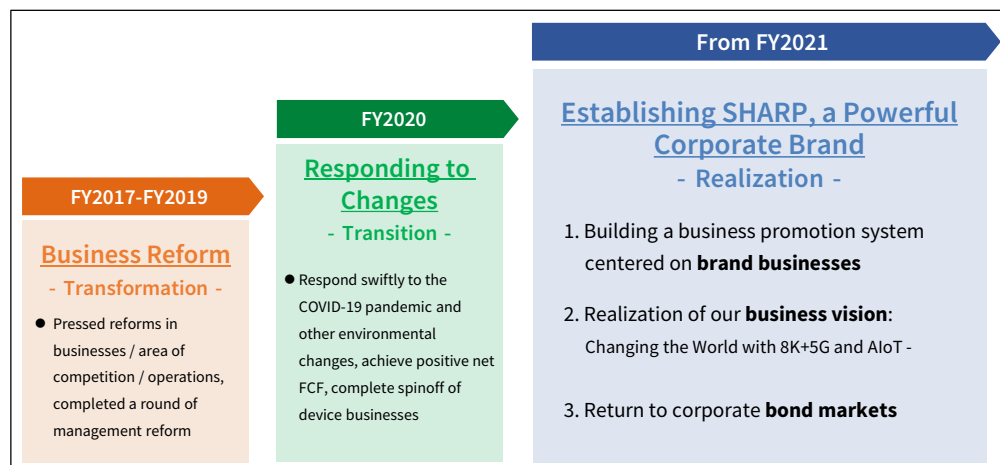 FY2017-FY2019
Business Reform
- Transformation -
● Pressed reforms in
businesses / area of
competition / operations,
completed a round of
management reform
FY2020
Responding to
Changes
- Transition -
● Respond swiftly to the
COVID-19 pandemic and
other environmental
changes, achieve positive net
FCF, complete spinoff of
device businesses
From FY2021
Establishing SHARP, a Powerful
Corporate Brand
- Realization -
1. Building a business promotion system
centered on brand businesses
2. Realization of our business vision:
Changing the World with 8K+5G and AIoT -
3. Return to corporate bond markets